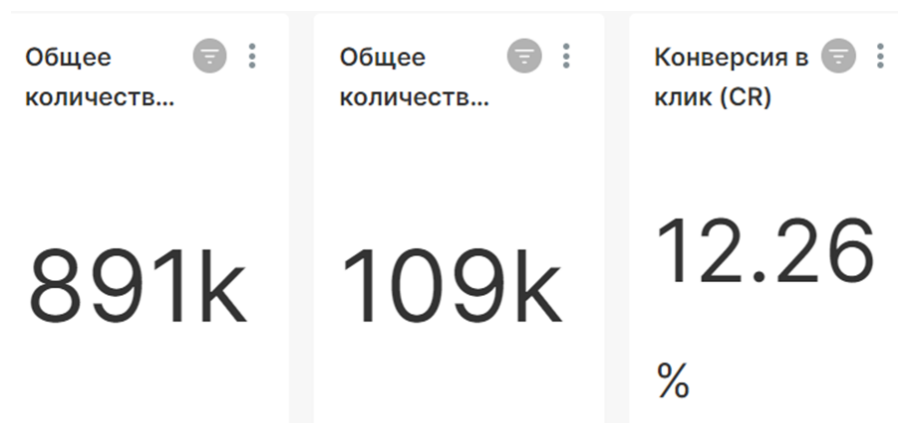 Общее
количеств...
891k
Общее
количеств...
109k
Конверсия в
клик (CR)
12.26
%